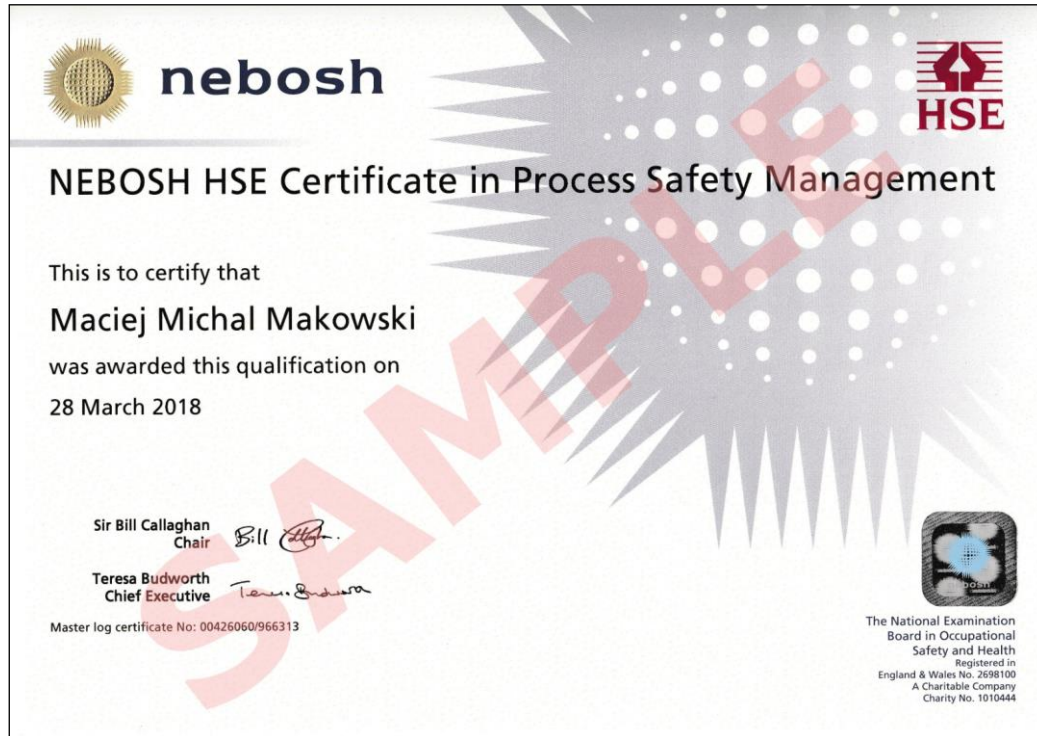 nebosh
HSE
NEBOSH HSE Certificate in Process Safety Management
This is to certify that
Maciej Michal Makowski
was awarded this qualification on
28 March 2018
SAMPLE
Sir Bill Callaghan
Chair
Teresa Budworth
Chief Executive
Master log certificate No: 00426060/966313
nebosh
The National Examination
Board in Occupational
Safety and Health
Registered in
England & Wales No. 2698100
A Charitable Company
Charity No. 1010444